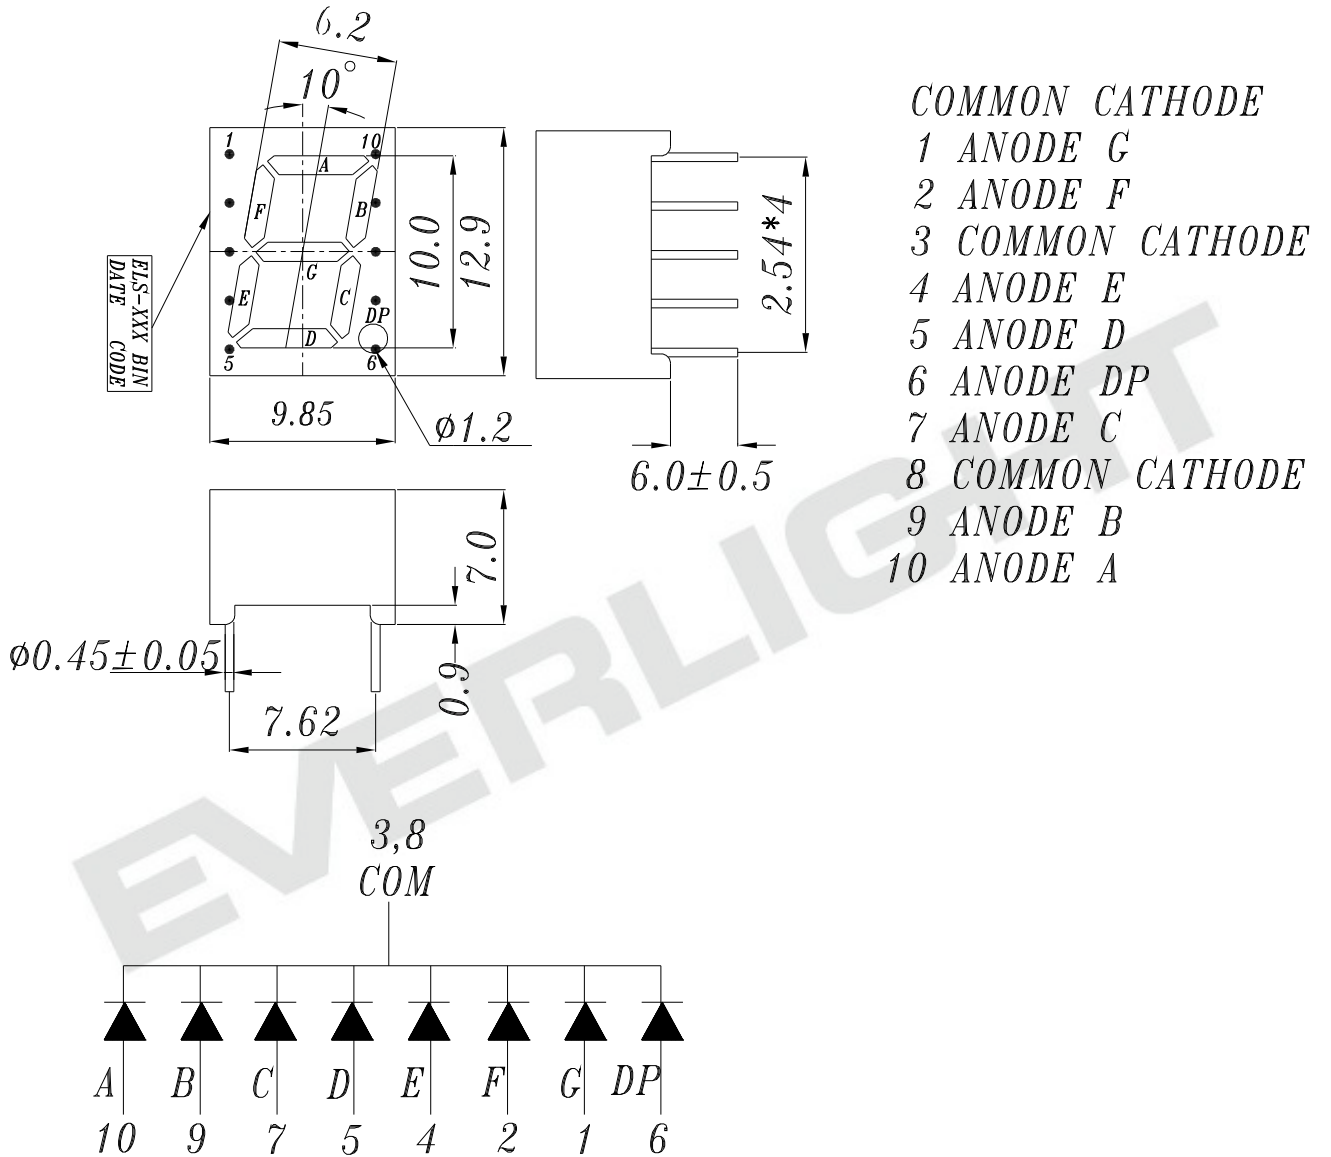 6.2
10°
1
10
A
F
B
G
E
C
DP
D
5
6
10.0
12.9
ELS-XXX BIN
DATE CODE
9.85
ø1.2
2.54*4
6.0±0.5
COMMON CATHODE
1 ANODE G
2 ANODE F
3 COMMON CATHODE
4 ANODE E
5 ANODE D
6 ANODE DP
7 ANODE C
8 COMMON CATHODE
9 ANODE B
10 ANODE A
7.0
ø0.45±0.05
0.9
7.62
EVERLIGHT
3,8
COM
A B C D E F G DP
10 9 7 5 4 2 1 6